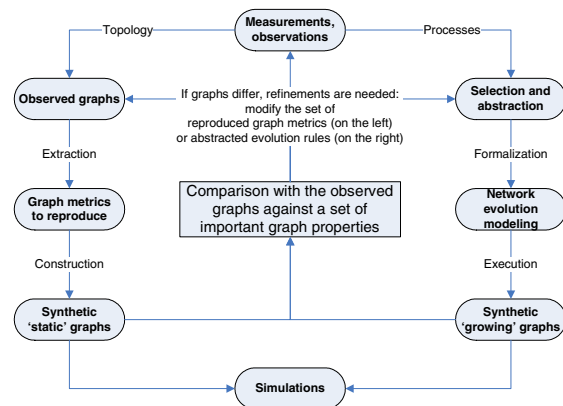 Measurements,
observations
Topology
Processes
Observed graphs
If graphs differ, refinements are needed:
modify the set of
reproduced graph metrics (on the left)
or abstracted evolution rules (on the right)
Selection and
abstraction
Extraction
Formalization
Graph metrics
to reproduce
Comparison with the observed
graphs against a set of
important graph properties
Network
evolution
modeling
Construction
Execution
Synthetic
'static' graphs
Synthetic
'growing' graphs
Simulations